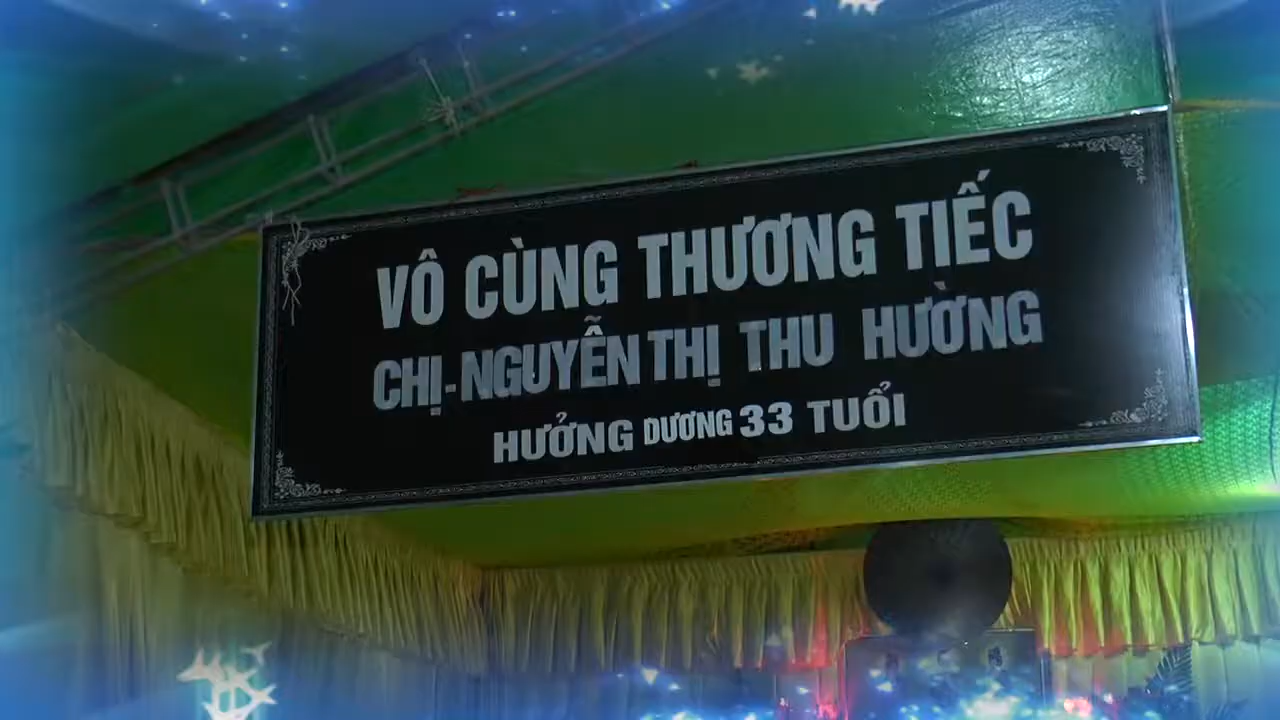 VÔ CÙNG THƯƠNG TIẾC
CHỊ-NGUYỄN THỊ THU HƯỜNG
HƯỞNG DƯƠNG 33 TUỔI